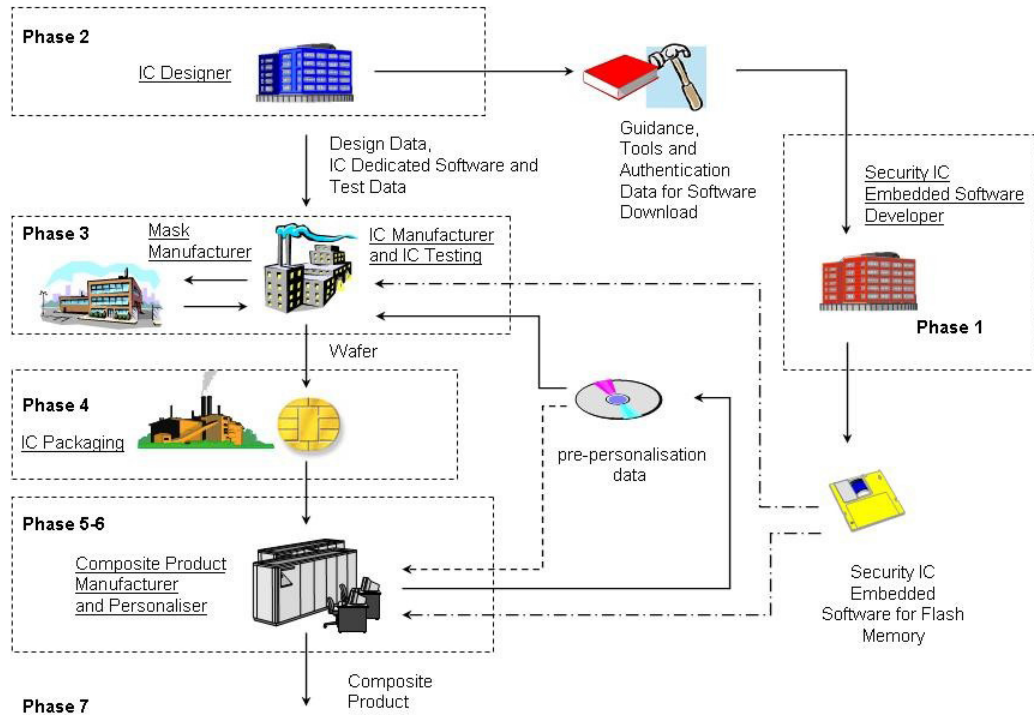 Phase 2
IC Designer
Design Data,
IC Dedicated Software and
Test Data
Guidance,
Tools and
Authentication
Data for Software
Download
Security IC
Embedded Software
Developer
Phase 1
Phase 3
Mask
Manufacturer
IC Manufacturer
and IC Testing
Wafer
Phase 4
IC Packaging
pre-personalisation
data
Phase 5-6
Composite Product
Manufacturer
and Personaliser
Security IC
Embedded
Software for Flash
Memory
Composite
Product
Phase 7